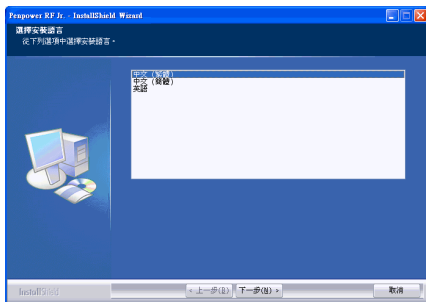 Penpower RF Jr. - InstallShield Wizard
選擇安裝語言
從下列選項中選擇安裝語言。
中文 (繁體)
中文 (簡體)
英語
InstallShield
< 上一步(B)
下一步(N) >
取消